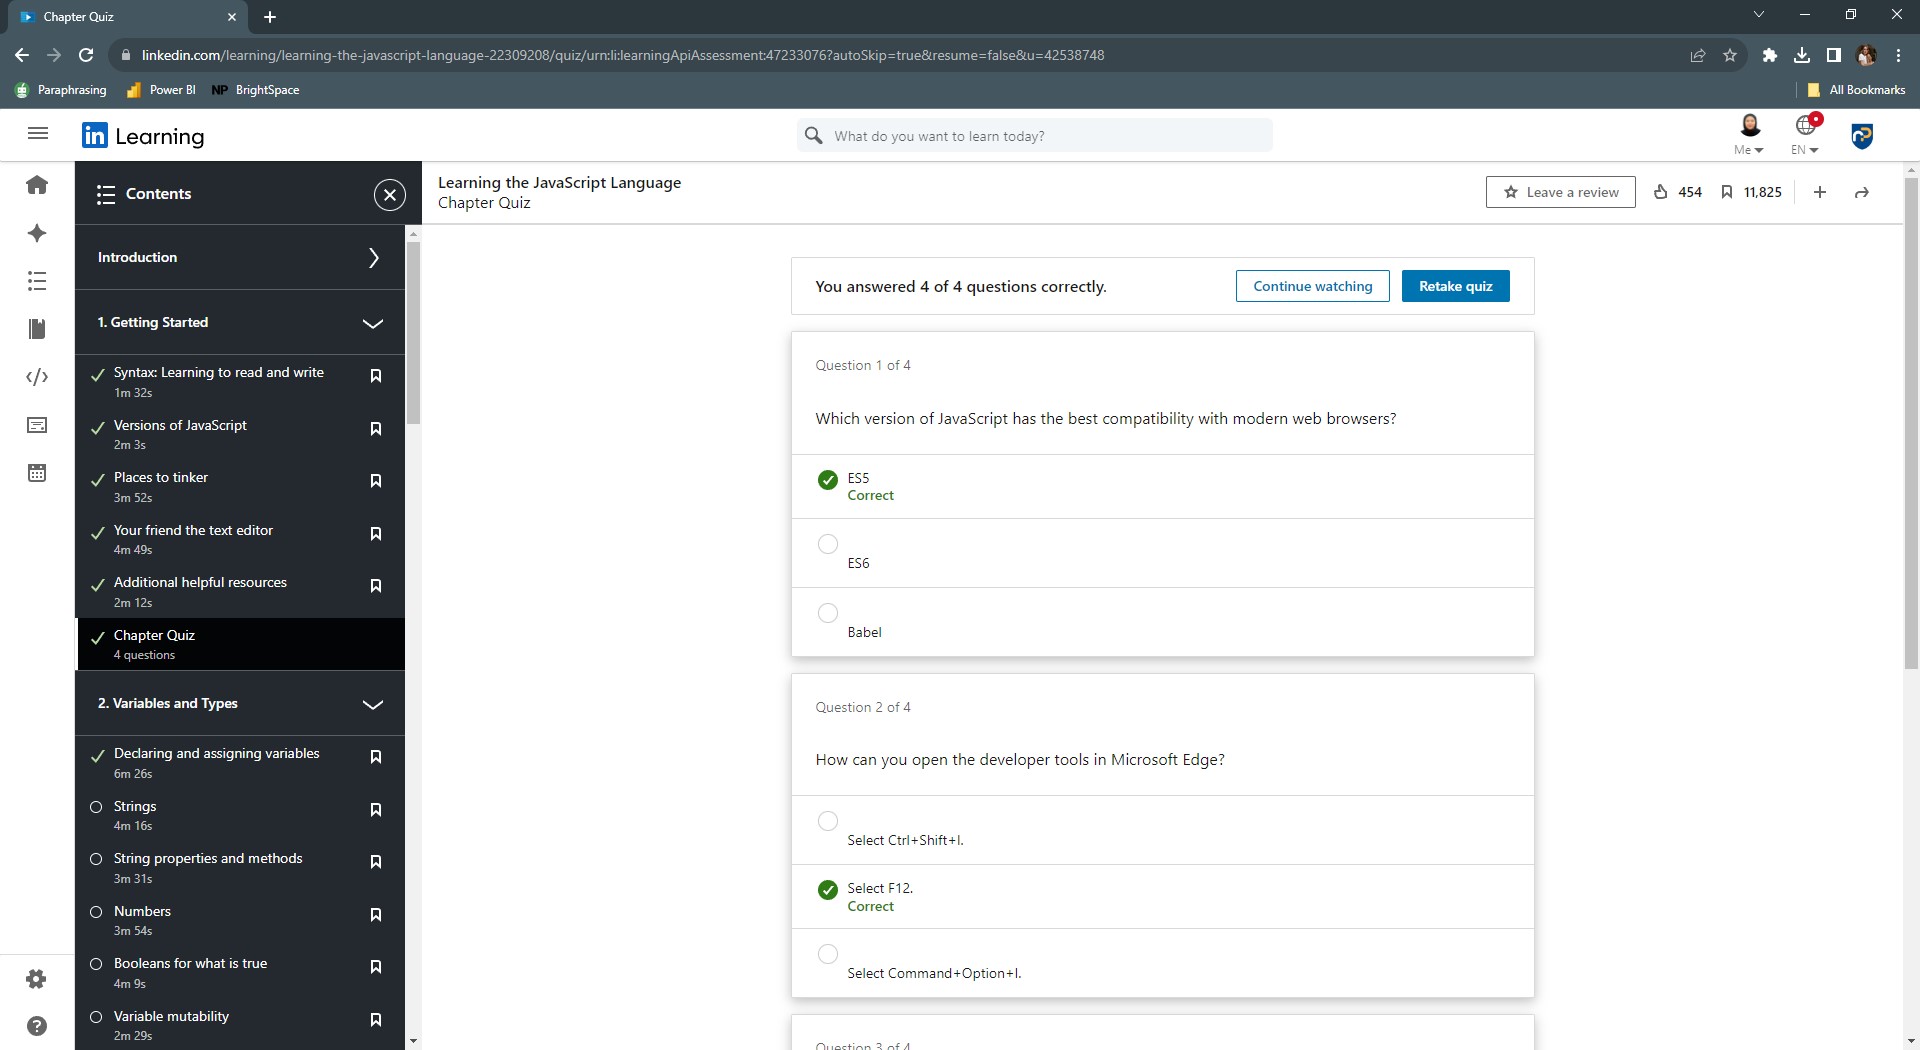 Chapter Quiz
linkedin.com/learning/learning-the-javascript-language-22309208/quiz/urn:li:learningApiAssessment:47233076?autoSkip=true&resume=false&u=42538748
Paraphrasing
Power BI
NP BrightSpace
All Bookmarks
in Learning
What do you want to learn today?
Me
EN
Contents
Learning the JavaScript Language
Chapter Quiz
Leave a review
454
11,825
Introduction
1. Getting Started
Syntax: Learning to read and write
1m 32s
Versions of JavaScript
2m 3s
Places to tinker
3m 52s
Your friend the text editor
4m 49s
Additional helpful resources
2m 12s
Chapter Quiz
4 questions
2. Variables and Types
Declaring and assigning variables
6m 26s
Strings
4m 16s
String properties and methods
3m 31s
Numbers
3m 54s
Booleans for what is true
4m 9s
Variable mutability
2m 29s
You answered 4 of 4 questions correctly.
Continue watching
Retake quiz
Question 1 of 4
Which version of JavaScript has the best compatibility with modern web browsers?
ES5
Correct
ES6
Babel
Question 2 of 4
How can you open the developer tools in Microsoft Edge?
Select Ctrl+Shift+I.
Select F12.
Correct
Select Command+Option+I.
Question 3 of 4